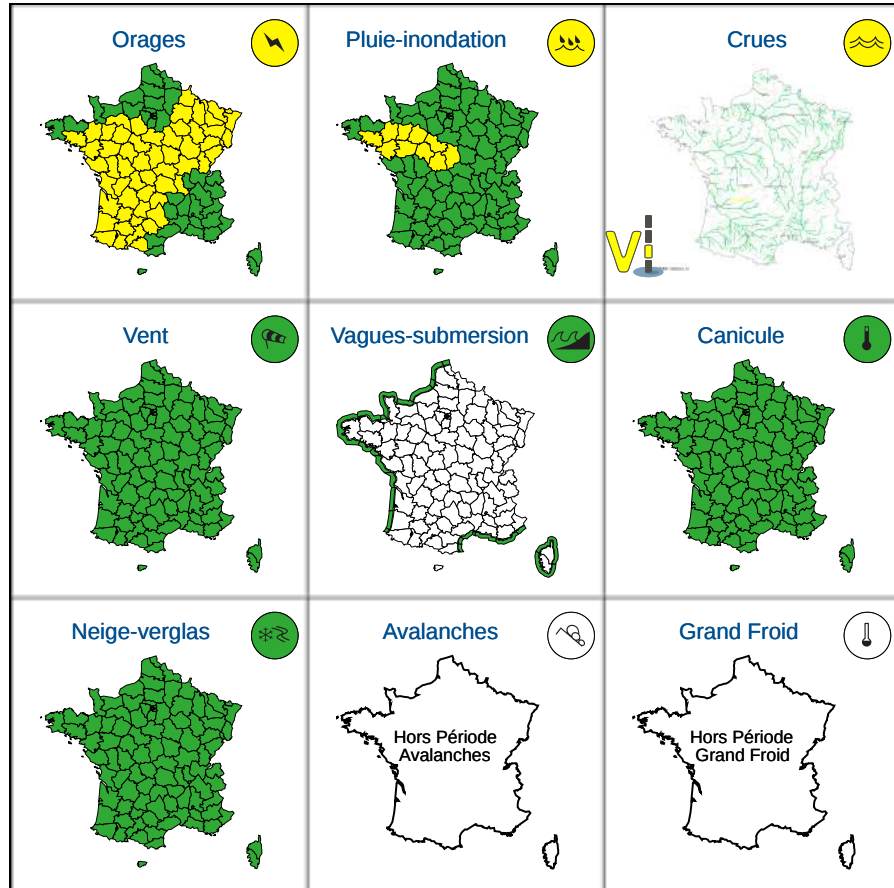 Orages
Pluie-inondation
Crues
Vi
Vent
Vagues-submersion
Canicule
Neige-verglas
Avalanches
Grand Froid
Hors Période
Avalanches
Hors Période
Grand Froid